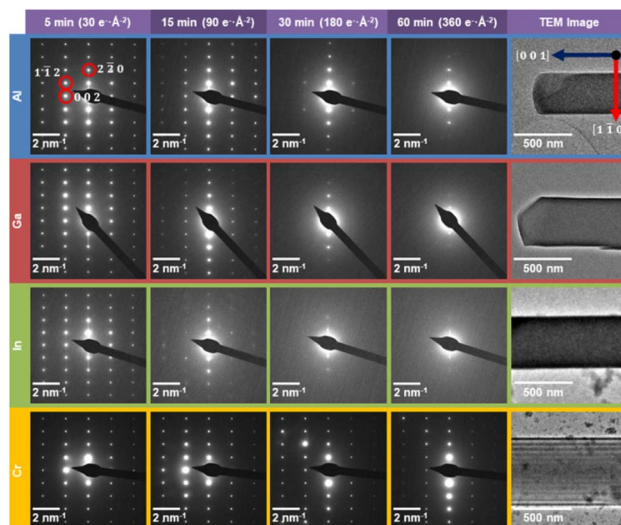 5 min (30 e⁻·Å⁻²) 15 min (90 e⁻·Å⁻²) 30 min (180 e⁻·Å⁻²) 60 min (360 e⁻·Å⁻²) TEM Image
Al
1 1̅ 2
2 2̅ 0
0 0 2
2 nm⁻¹ 2 nm⁻¹ 2 nm⁻¹ 2 nm⁻¹
[0 0 1]
[1 1̅ 0
500 nm
Ga
2 nm⁻¹ 2 nm⁻¹ 2 nm⁻¹ 2 nm⁻¹ 500 nm
In
2 nm⁻¹ 2 nm⁻¹ 2 nm⁻¹ 2 nm⁻¹ 500 nm
Cr
2 nm⁻¹ 2 nm⁻¹ 2 nm⁻¹ 2 nm⁻¹ 500 nm